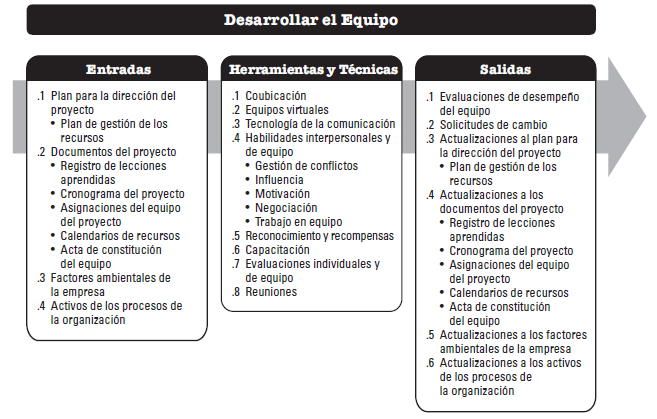 Desarrollar el Equipo
Entradas
.1 Plan para la dirección del
proyecto
• Plan de gestión de los
recursos
.2 Documentos del proyecto
• Registro de lecciones
aprendidas
• Cronograma del proyecto
• Asignaciones del equipo
del proyecto
• Calendarios de recursos
• Acta de constitución
del equipo
.3 Factores ambientales de
la empresa
.4 Activos de los procesos de
la organización
Herramientas y Técnicas
.1 Coubicación
.2 Equipos virtuales
.3 Tecnología de la comunicación
.4 Habilidades interpersonales y
de equipo
• Gestión de conflictos
• Influencia
• Motivación
• Negociación
• Trabajo en equipo
.5 Reconocimiento y recompensas
.6 Capacitación
.7 Evaluaciones individuales y
de equipo
.8 Reuniones
Salidas
.1 Evaluaciones de desempeño
del equipo
.2 Solicitudes de cambio
.3 Actualizaciones al plan para
la dirección del proyecto
• Plan de gestión de los
recursos
.4 Actualizaciones a los
documentos del proyecto
• Registro de lecciones
aprendidas
• Cronograma del proyecto
• Asignaciones del equipo
del proyecto
• Calendarios de recursos
• Acta de constitución
del equipo
.5 Actualizaciones a los factores
ambientales de la empresa
.6 Actualizaciones a los activos
de los procesos de
la organización